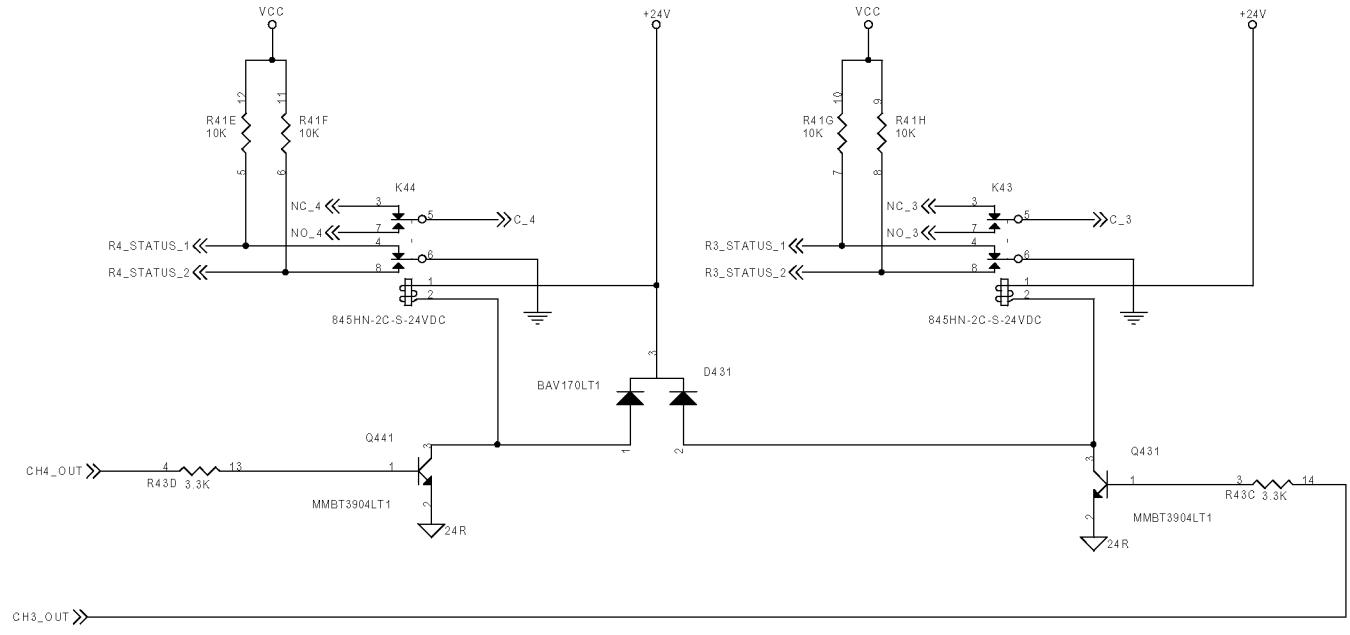 VCC
+24V
VCC
+24V
12
11
10
9
R41E
10K
R41F
10K
R41G
10K
R41H
10K
5
6
7
8
K44
K43
NC_4
3
5
C_4
NO_4
7
R4_STATUS_1
4
6
R4_STATUS_2
8
1
2
845HN-2C-S-24VDC
NC_3
3
5
C_3
NO_3
7
R3_STATUS_1
4
6
R3_STATUS_2
8
1
2
845HN-2C-S-24VDC
3
D431
BAV170LT1
1
2
Q441
3
CH4_OUT
4
13
1
R43D
3.3K
MMBT3904LT1
2
24R
Q431
3
1
3
14
R43C
3.3K
MMBT3904LT1
2
24R
CH3_OUT